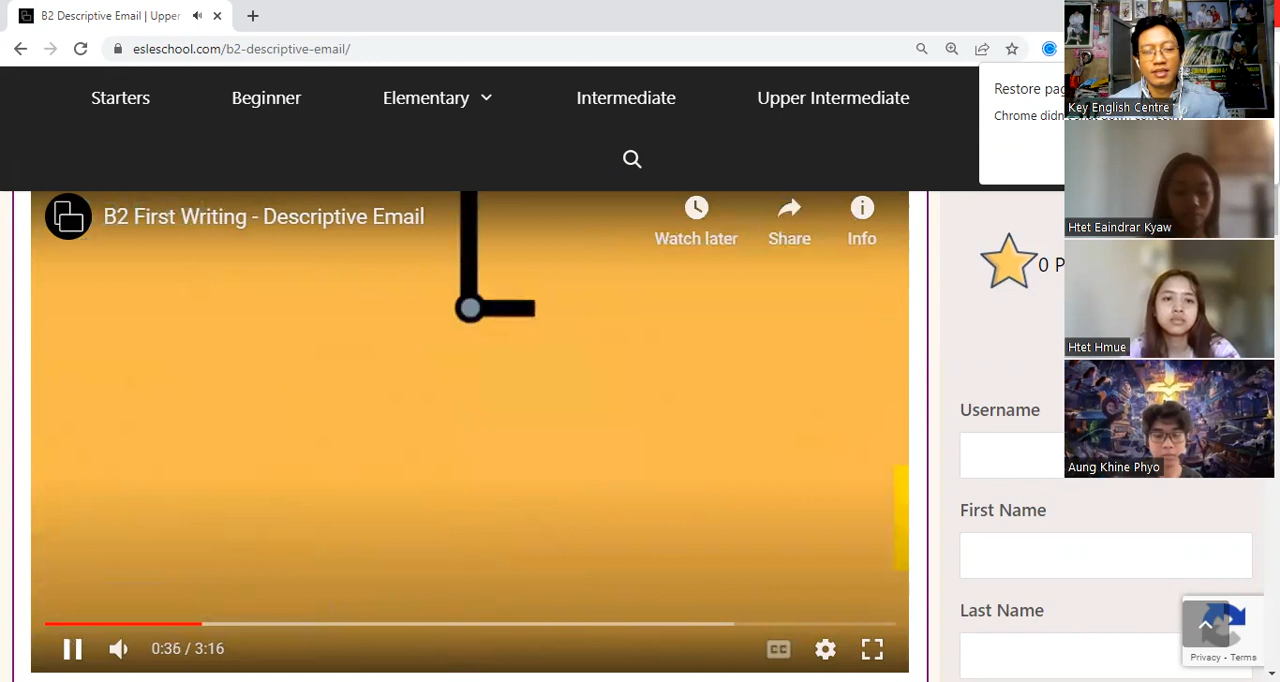 B2 Descriptive Email | Upper
esleschool.com/b2-descriptive-email/
Starters
Beginner
Elementary
Intermediate
Upper Intermediate
Restore pag
Chrome didn
B2 First Writing - Descriptive Email
Watch later
Share
Info
0 P
Username
First Name
Last Name
0:36 / 3:16
CC
Privacy - Terms
Key English Centre
Htet Eaindrar Kyaw
Htet Hmue
Aung Khine Phyo